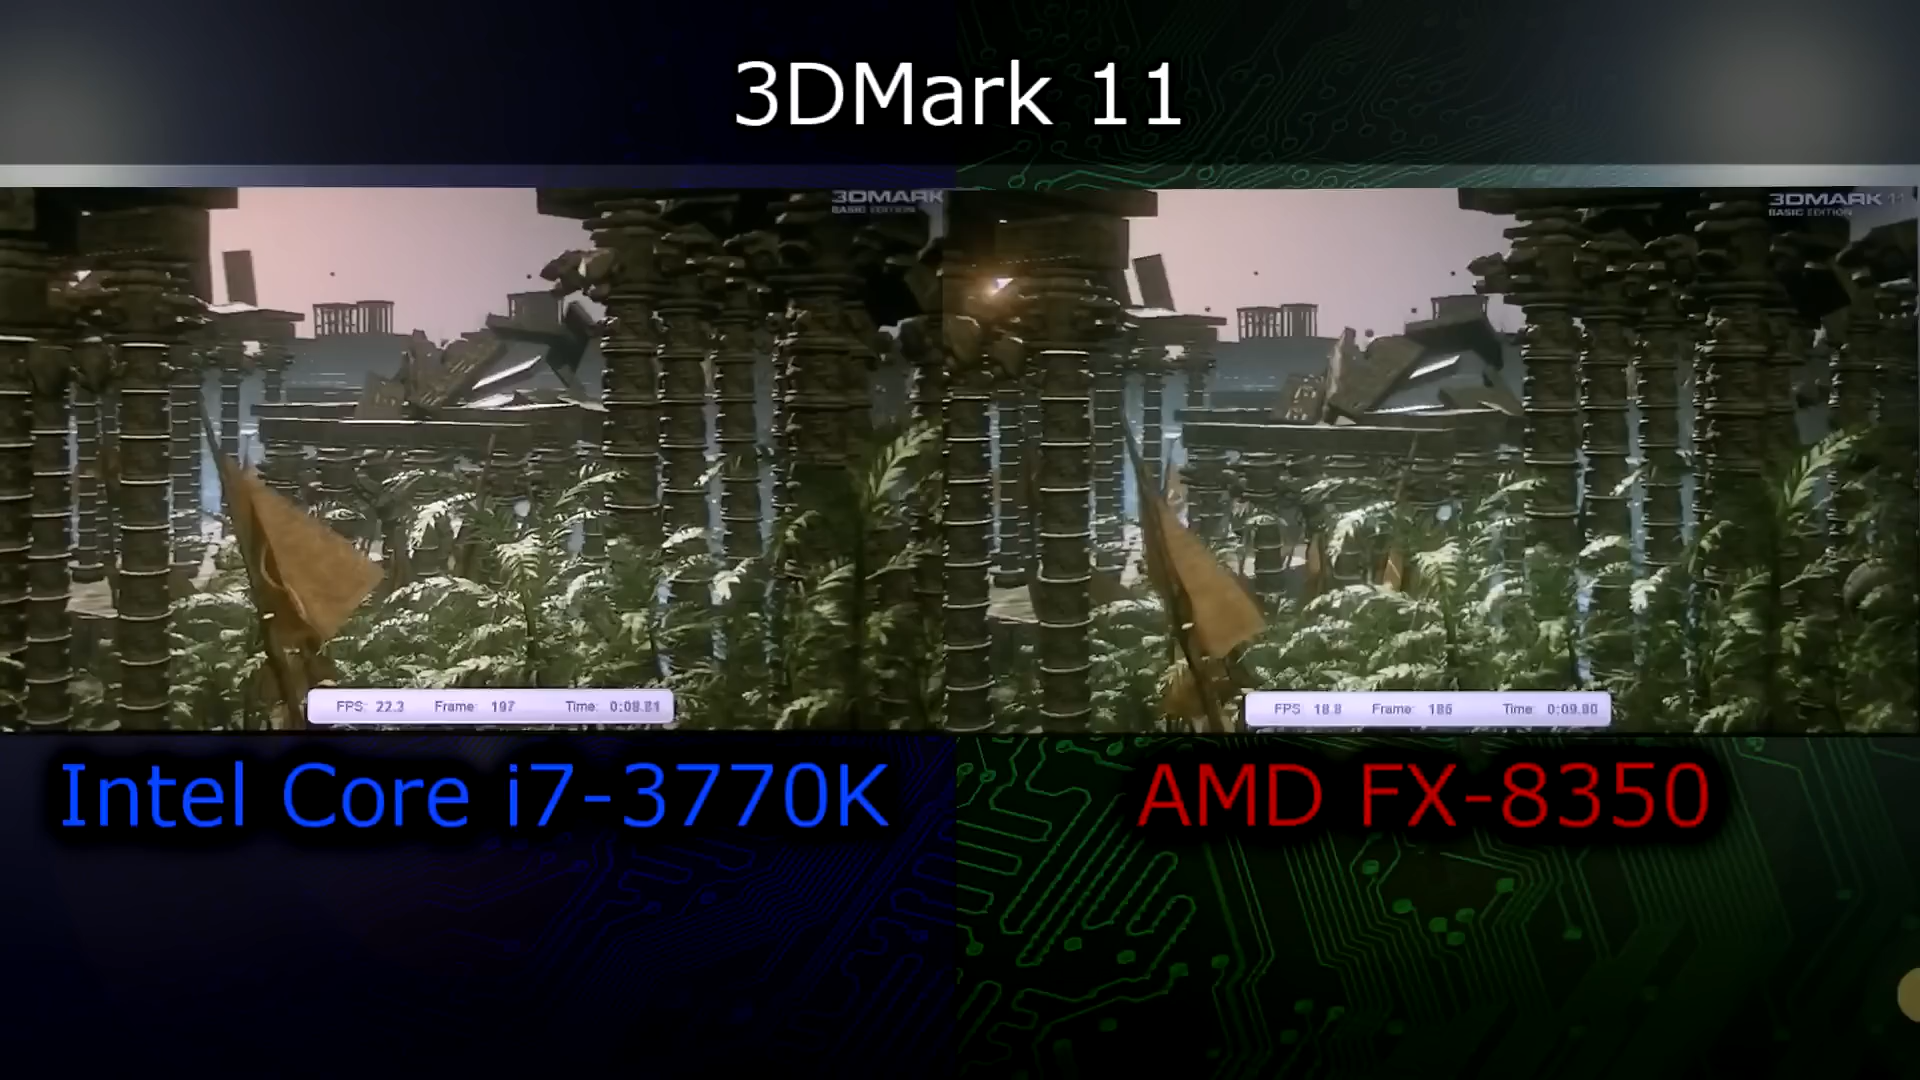 3DMark 11
3DMARK
BASIC EDITION
3DMARK 11
BASIC EDITION
FPS: 22.3 Frame: 197 Time: 0:08.81
FPS 18.8 Frame: 186 Time: 0:09.90
Intel Core i7-3770K
AMD FX-8350